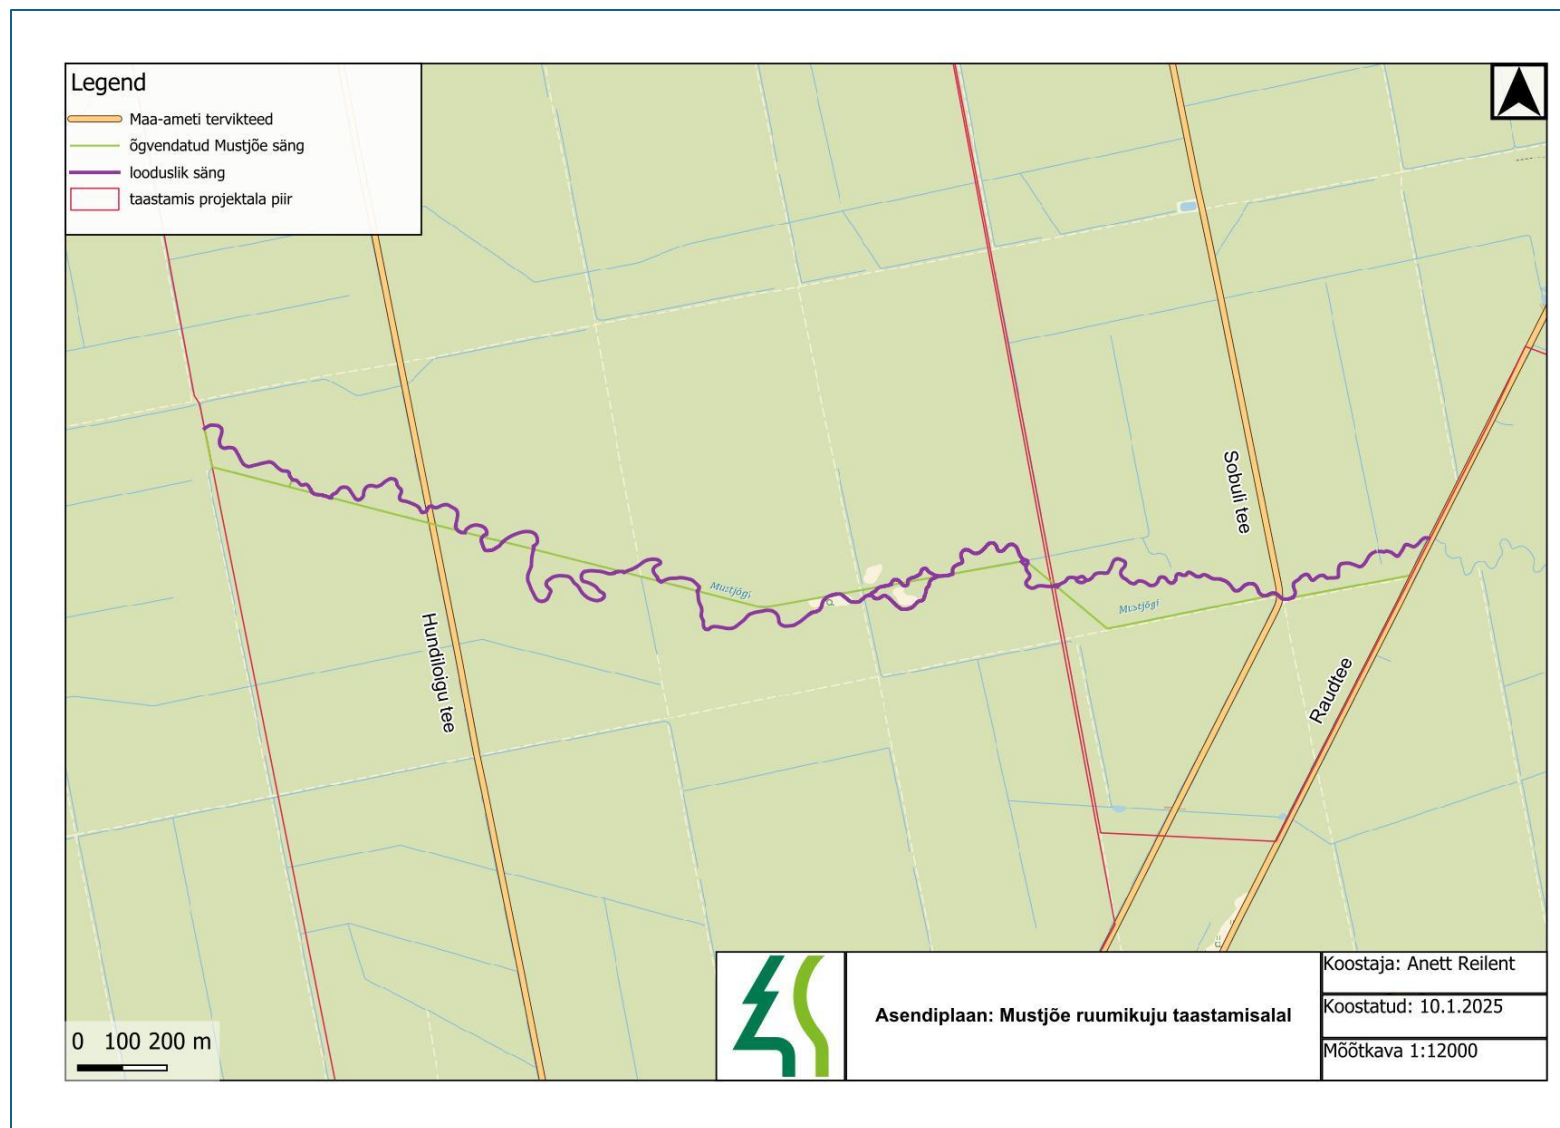 Legend
Maa-ameti tervikteed
õgvendatud Mustjõe säng
looduslik säng
taastamis projektala piir
Sobuli tee
Mustjõgi
Mustjõgi
Hundiloigu tee
Raudtee
0 100 200 m
Asendiplaan: Mustjõe ruumikuju taastamisalal
Koostaja: Anett Reilent
Koostatud: 10.1.2025
Mõõtkava 1:12000